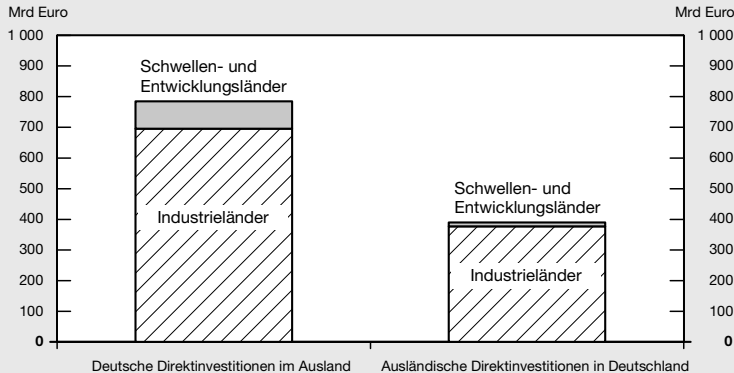 Mrd Euro
Mrd Euro
1 000
900
800
700
600
500
400
300
200
100
0
Schwellen- und
Entwicklungsländer
Industrieländer
Schwellen- und
Entwicklungsländer
Industrieländer
1 000
900
800
700
600
500
400
300
200
100
0
Deutsche Direktinvestitionen im Ausland
Ausländische Direktinvestitionen in Deutschland